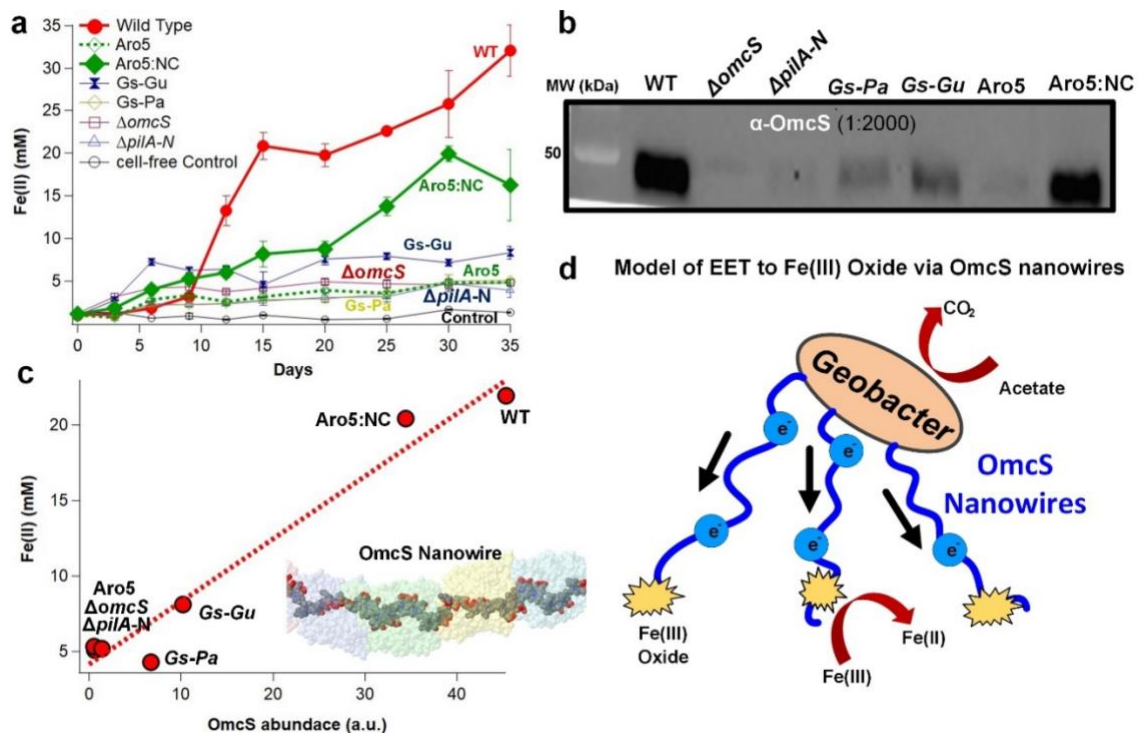 a
Fe(II) (mM)
35
30
25
20
15
10
5
0
5
10
15
20
25
30
35
Days
Wild Type
Aro5
Aro5:NC
Gs-Gu
Gs-Pa
ΔomcS
ΔpilA-N
cell-free Control
WT
Aro5:NC
Gs-Gu
ΔomcS
Aro5
Gs-Pa
ΔpilA-N
Control
b
MW (kDa)
WT
ΔomcS
ΔpilA-N
Gs-Pa
Gs-Gu
Aro5
Aro5:NC
α-OmcS (1:2000)
50
c
Fe(II) (mM)
20
15
10
5
0
10
20
30
40
OmcS abundace (a.u.)
Aro5:NC
WT
Aro5
ΔomcS
ΔpilA-N
Gs-Gu
Gs-Pa
OmcS Nanowire
d
Model of EET to Fe(III) Oxide via OmcS nanowires
CO2
Geobacter
Acetate
e-
e-
e-
e-
e-
OmcS
Nanowires
Fe(III)
Oxide
Fe(II)
Fe(III)